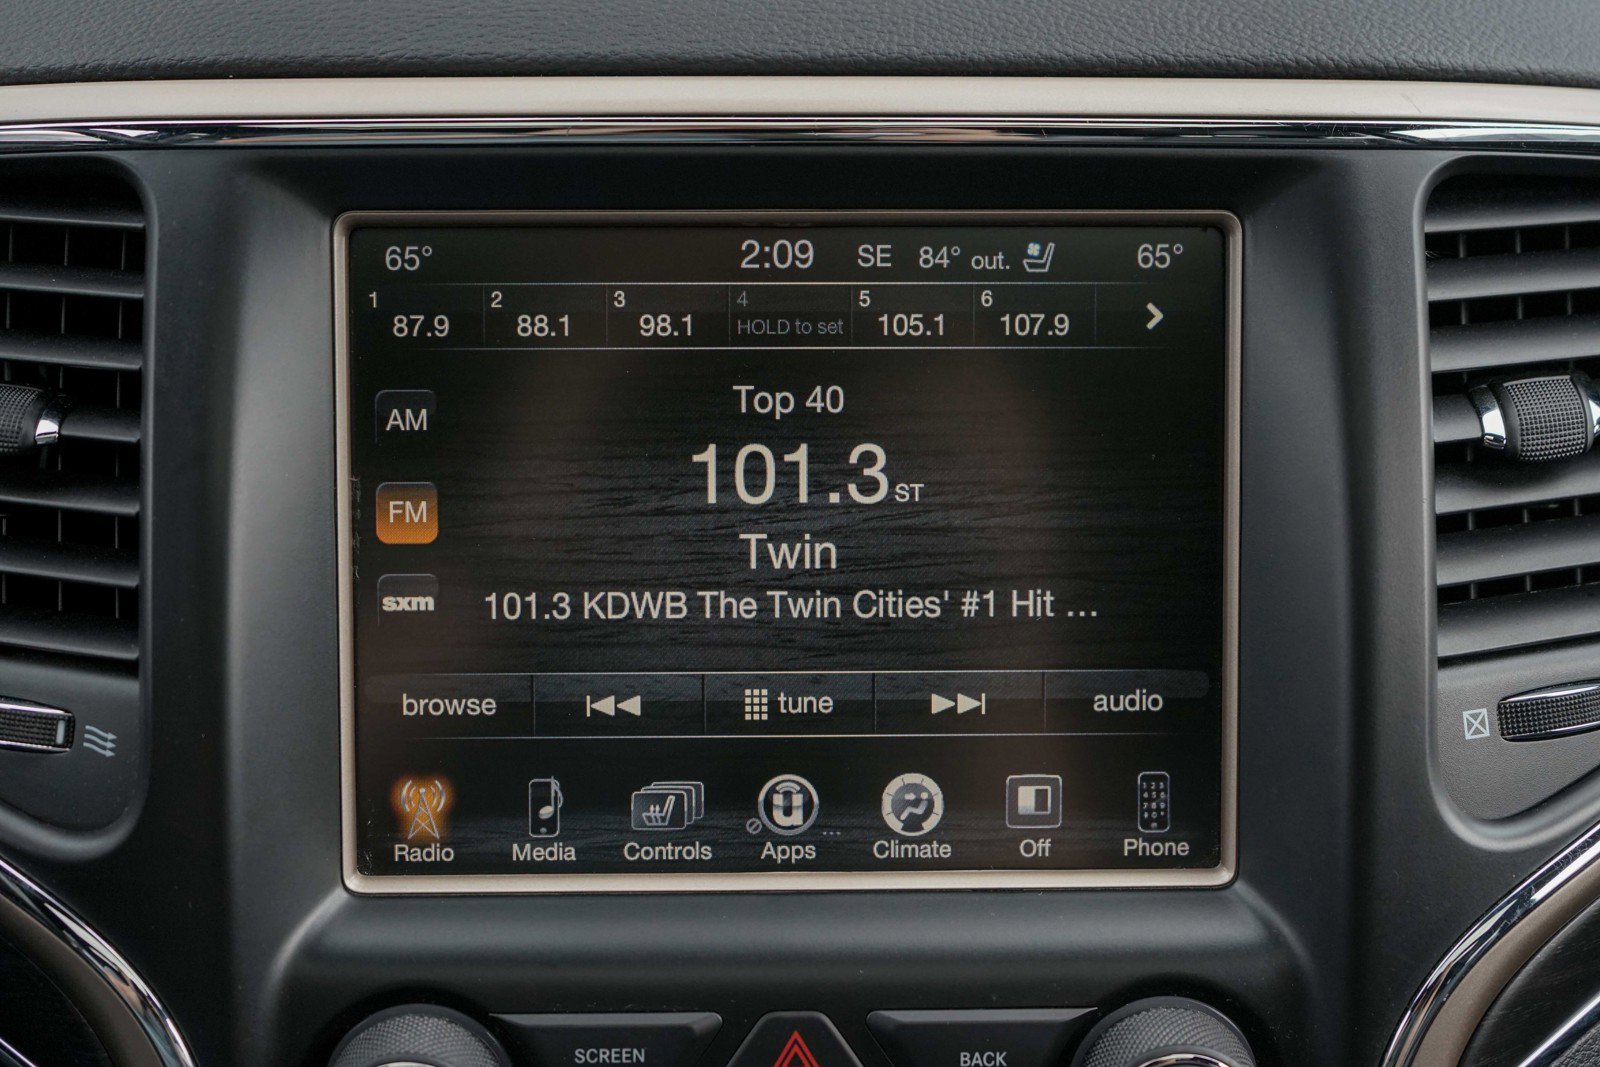 65° 2:09 SE 84° out. 65°
1 2 3 4 5 6
87.9 88.1 98.1 HOLD to set 105.1 107.9
Top 40
AM
101.3 ST
FM
Twin
sxm
101.3 KDWB The Twin Cities' #1 Hit ...
browse tune audio
Radio Media Controls Apps Climate Off Phone
SCREEN BACK